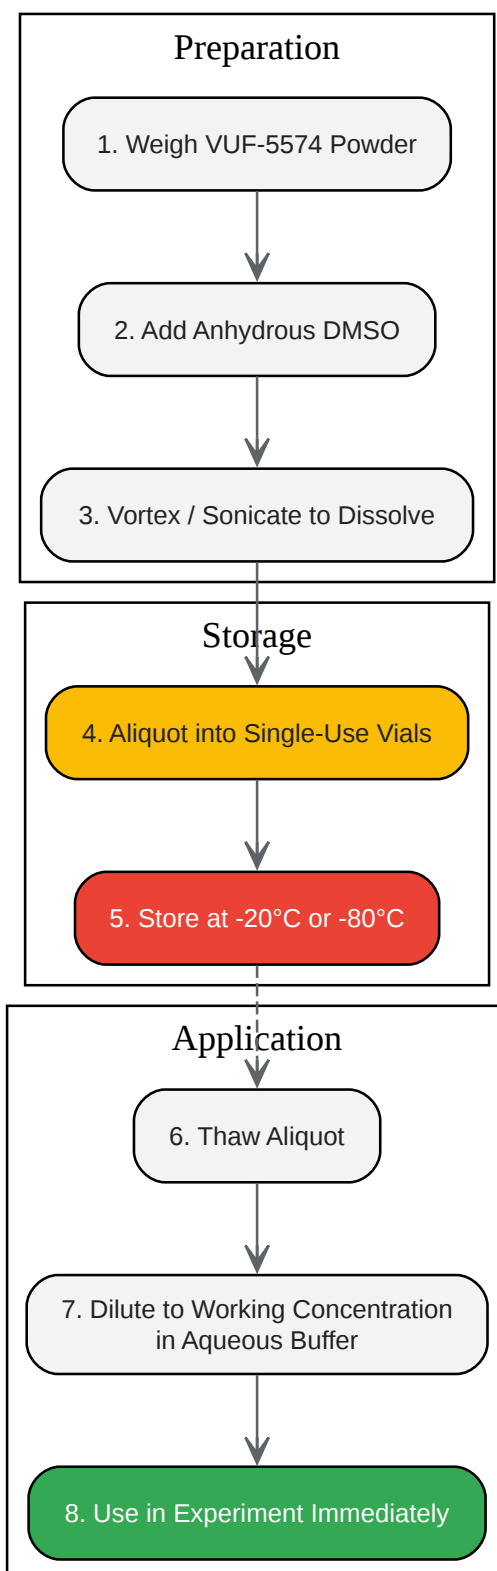 Preparation
1. Weigh VUF-5574 Powder
2. Add Anhydrous DMSO
3. Vortex / Sonicate to Dissolve
Storage
4. Aliquot into Single-Use Vials
5. Store at -20°C or -80°C
Application
6. Thaw Aliquot
7. Dilute to Working Concentration
in Aqueous Buffer
8. Use in Experiment Immediately